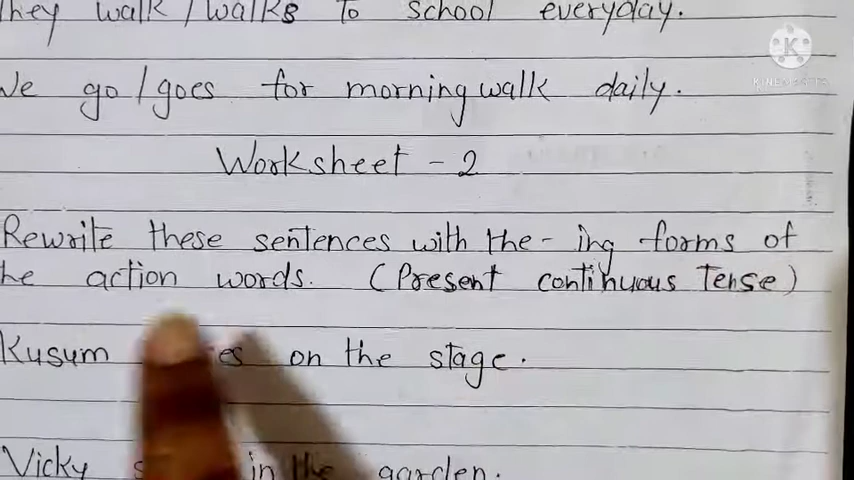 They walk/walks to school everyday.
We go/goes for morning walk daily.
Worksheet - 2
Rewrite these sentences with the - ing forms of
the action words. (Present continuous Tense)
Kusum on the stage.
Vicky in the garden.
KINEMASTER